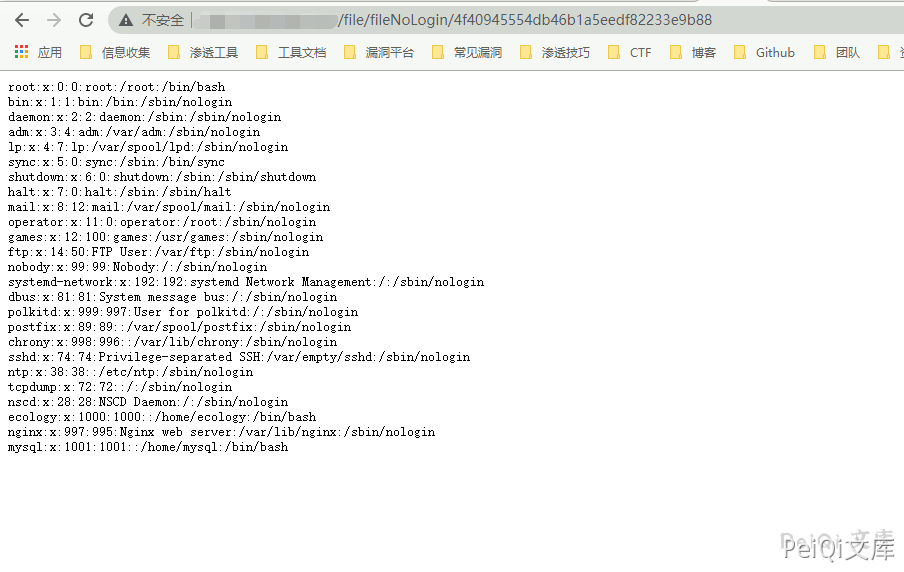 不安全 /file/fileNoLogin/4f40945554db46b1a5eedf82233e9b88
应用 信息收集 渗透工具 工具文档 漏洞平台 常见漏洞 渗透技巧 CTF 博客 Github 团队
root:x:0:0:root:/root:/bin/bash
bin:x:1:1:bin:/bin:/sbin/nologin
daemon:x:2:2:daemon:/sbin:/sbin/nologin
adm:x:3:4:adm:/var/adm:/sbin/nologin
lp:x:4:7:lp:/var/spool/lpd:/sbin/nologin
sync:x:5:0:sync:/sbin:/bin/sync
shutdown:x:6:0:shutdown:/sbin:/sbin/shutdown
halt:x:7:0:halt:/sbin:/sbin/halt
mail:x:8:12:mail:/var/spool/mail:/sbin/nologin
operator:x:11:0:operator:/root:/sbin/nologin
games:x:12:100:games:/usr/games:/sbin/nologin
ftp:x:14:50:FTP User:/var/ftp:/sbin/nologin
nobody:x:99:99:Nobody:/:/sbin/nologin
systemd-network:x:192:192:systemd Network Management:/:/sbin/nologin
dbus:x:81:81:System message bus:/:/sbin/nologin
polkitd:x:999:997:User for polkitd:/:/sbin/nologin
postfix:x:89:89::/var/spool/postfix:/sbin/nologin
chrony:x:998:996::/var/lib/chrony:/sbin/nologin
sshd:x:74:74:Privilege-separated SSH:/var/empty/sshd:/sbin/nologin
ntp:x:38:38::/etc/ntp:/sbin/nologin
tcpdump:x:72:72::/:/sbin/nologin
nscd:x:28:28:NSCD Daemon:/:/sbin/nologin
ecology:x:1000:1000::/home/ecology:/bin/bash
nginx:x:997:995:Nginx web server:/var/lib/nginx:/sbin/nologin
mysql:x:1001:1001::/home/mysql:/bin/bash
PeiQi 文库
PeiQi文库